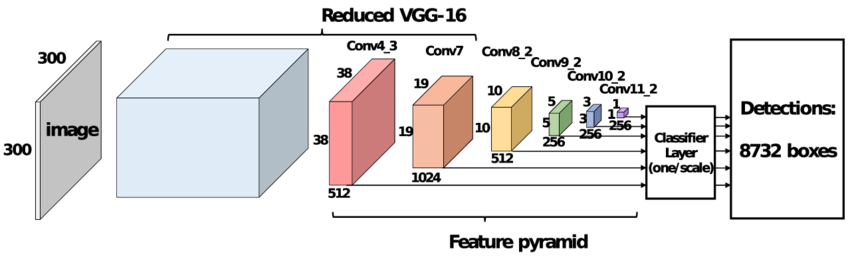 Reduced VGG-16
300
300
image
Conv4_3
38
38
512
Conv7
19
19
1024
Conv8_2
10
10
512
Conv9_2
5
5
256
Conv10_2
3
3
256
Conv11_2
1
1
256
Classifier
Layer
(one/scale)
Detections:
8732 boxes
Feature pyramid